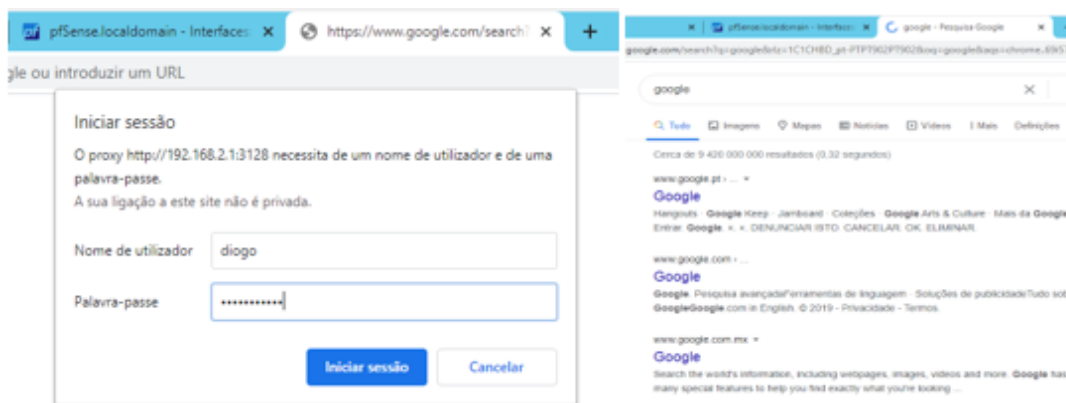 pfSense.localdomain - Interfaces
https://www.google.com/search?
gle ou introduzir um URL
Iniciar sessão
O proxy http://192.168.2.1:3128 necessita de um nome de utilizador e de uma
palavra-passe.
A sua ligação a este site não é privada.
Nome de utilizador
diogo
Palavra-passe
Iniciar sessão
Cancelar
pfSense.localdomain - Interfaces
google - Pesquisa Google
google
Tudo
Imagens
Mapas
Notícias
Vídeos
Mais
Definições
Cerca de 9 420 000 000 resultados (0,32 segundos)
www.google.pt › ...
Google
Hangouts · Google Keep · Jamboard · Coleções · Google Arts & Culture · Mais da Google
Entrar. Google. ×. ×. DENUNCIAR ISTO. CANCELAR. OK. ELIMINAR.
www.google.com › ...
Google
Google. Pesquisa avançadaFerramentas de linguagem · Soluções de publicidadeTudo sob
GoogleGoogle.com in English. © 2019 - Privacidade - Termos.
www.google.com.mx
Google
Search the world's information, including webpages, images, videos and more. Google has
many special features to help you find exactly what you're looking ...